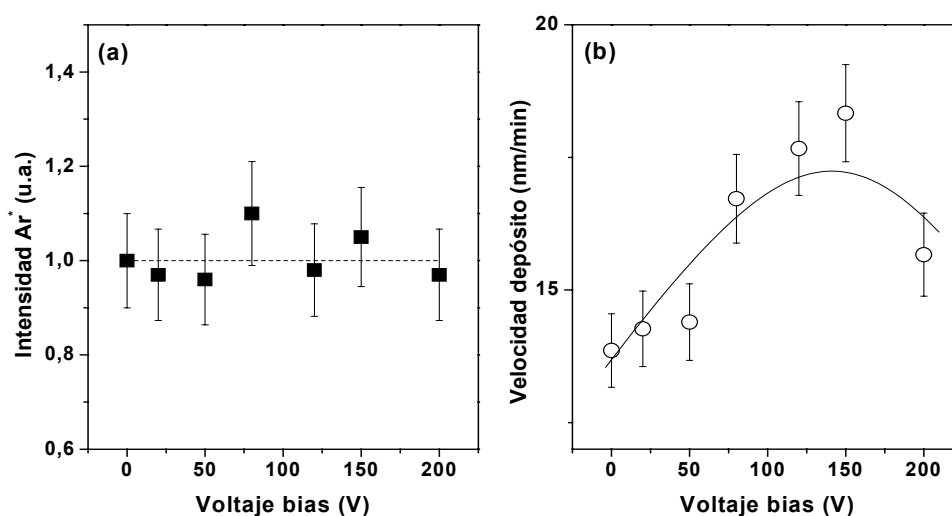 (a)
1,4
1,2
1,0
0,8
0,6
Intensidad Ar* (u.a.)
0 50 100 150 200
Voltaje bias (V)
(b)
20
15
Velocidad depósito (nm/min)
0 50 100 150 200
Voltaje bias (V)